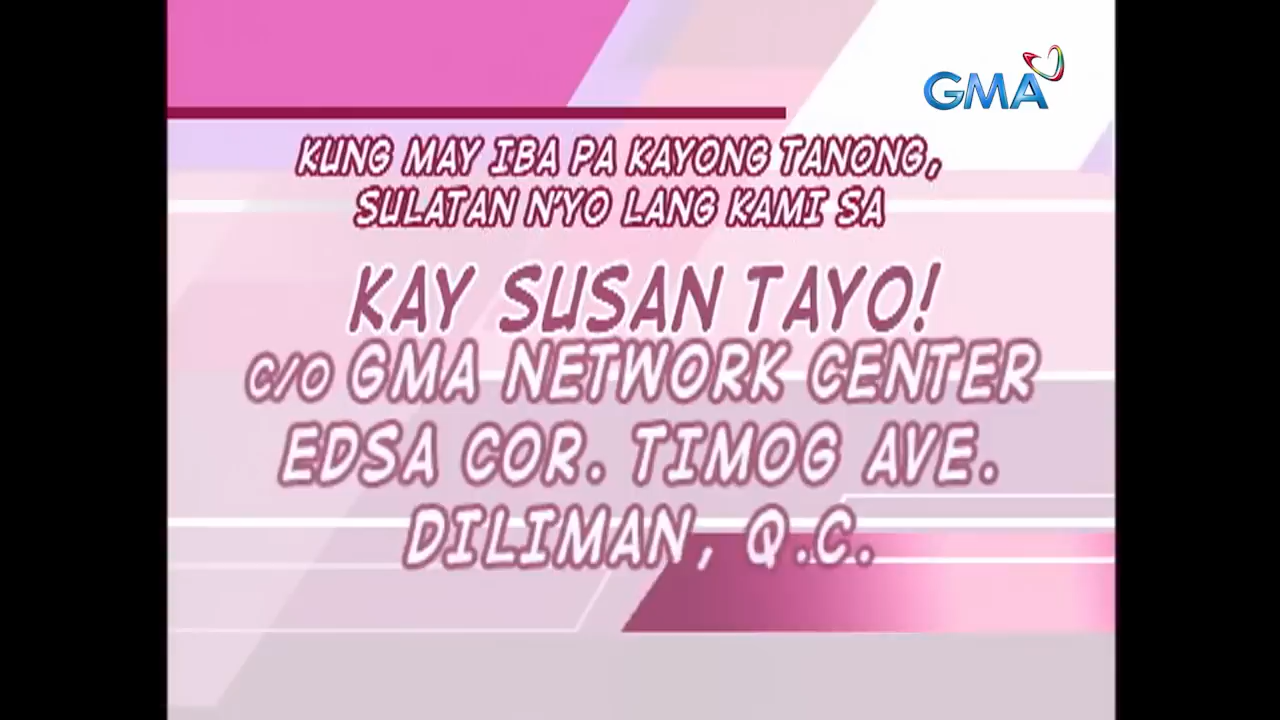 GMA
KUNG MAY IBA PA KAYONG TANONG,
SULATAN N'YO LANG KAMI SA
KAY SUSAN TAYO!
C/O GMA NETWORK CENTER
EDSA COR. TIMOG AVE.
DILIMAN, Q.C.